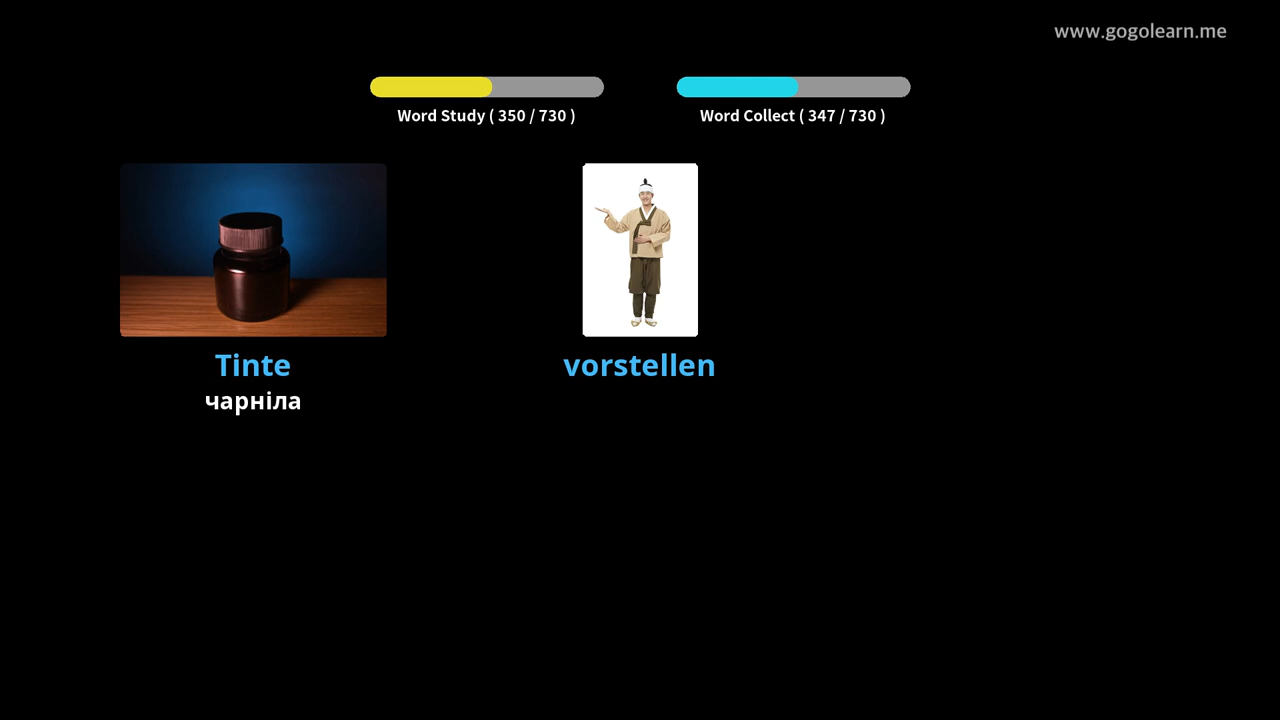 www.gogolearn.me
Word Study ( 350 / 730 )
Word Collect ( 347 / 730 )
Tinte
чарніла
vorstellen